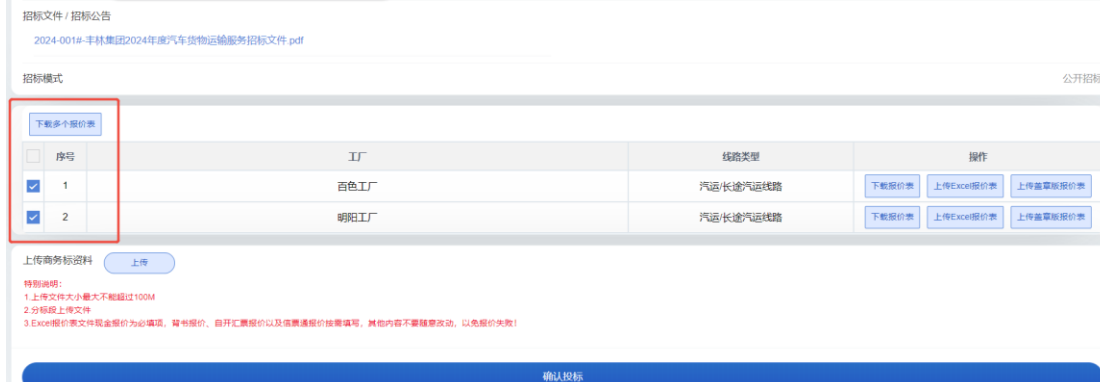 招标文件 / 招标公告
2024-001#-丰林集团2024年度汽车货物运输服务招标文件.pdf
招标模式 公开招标
下载多个报价表
序号 工厂 线路类型 操作
1 百色工厂 汽运/长途汽运线路 下载报价表 上传Excel报价表 上传盖章版报价表
2 明阳工厂 汽运/长途汽运线路 下载报价表 上传Excel报价表 上传盖章版报价表
上传商务标资料 上传
特别说明:
1.上传文件大小最大不能超过100M
2.分标段上传文件
3.Excel报价表文件现金报价为必填项，背书报价、自开汇票报价以及信票通报价按需填写，其他内容不要随意改动，以免报价失败！
确认投标